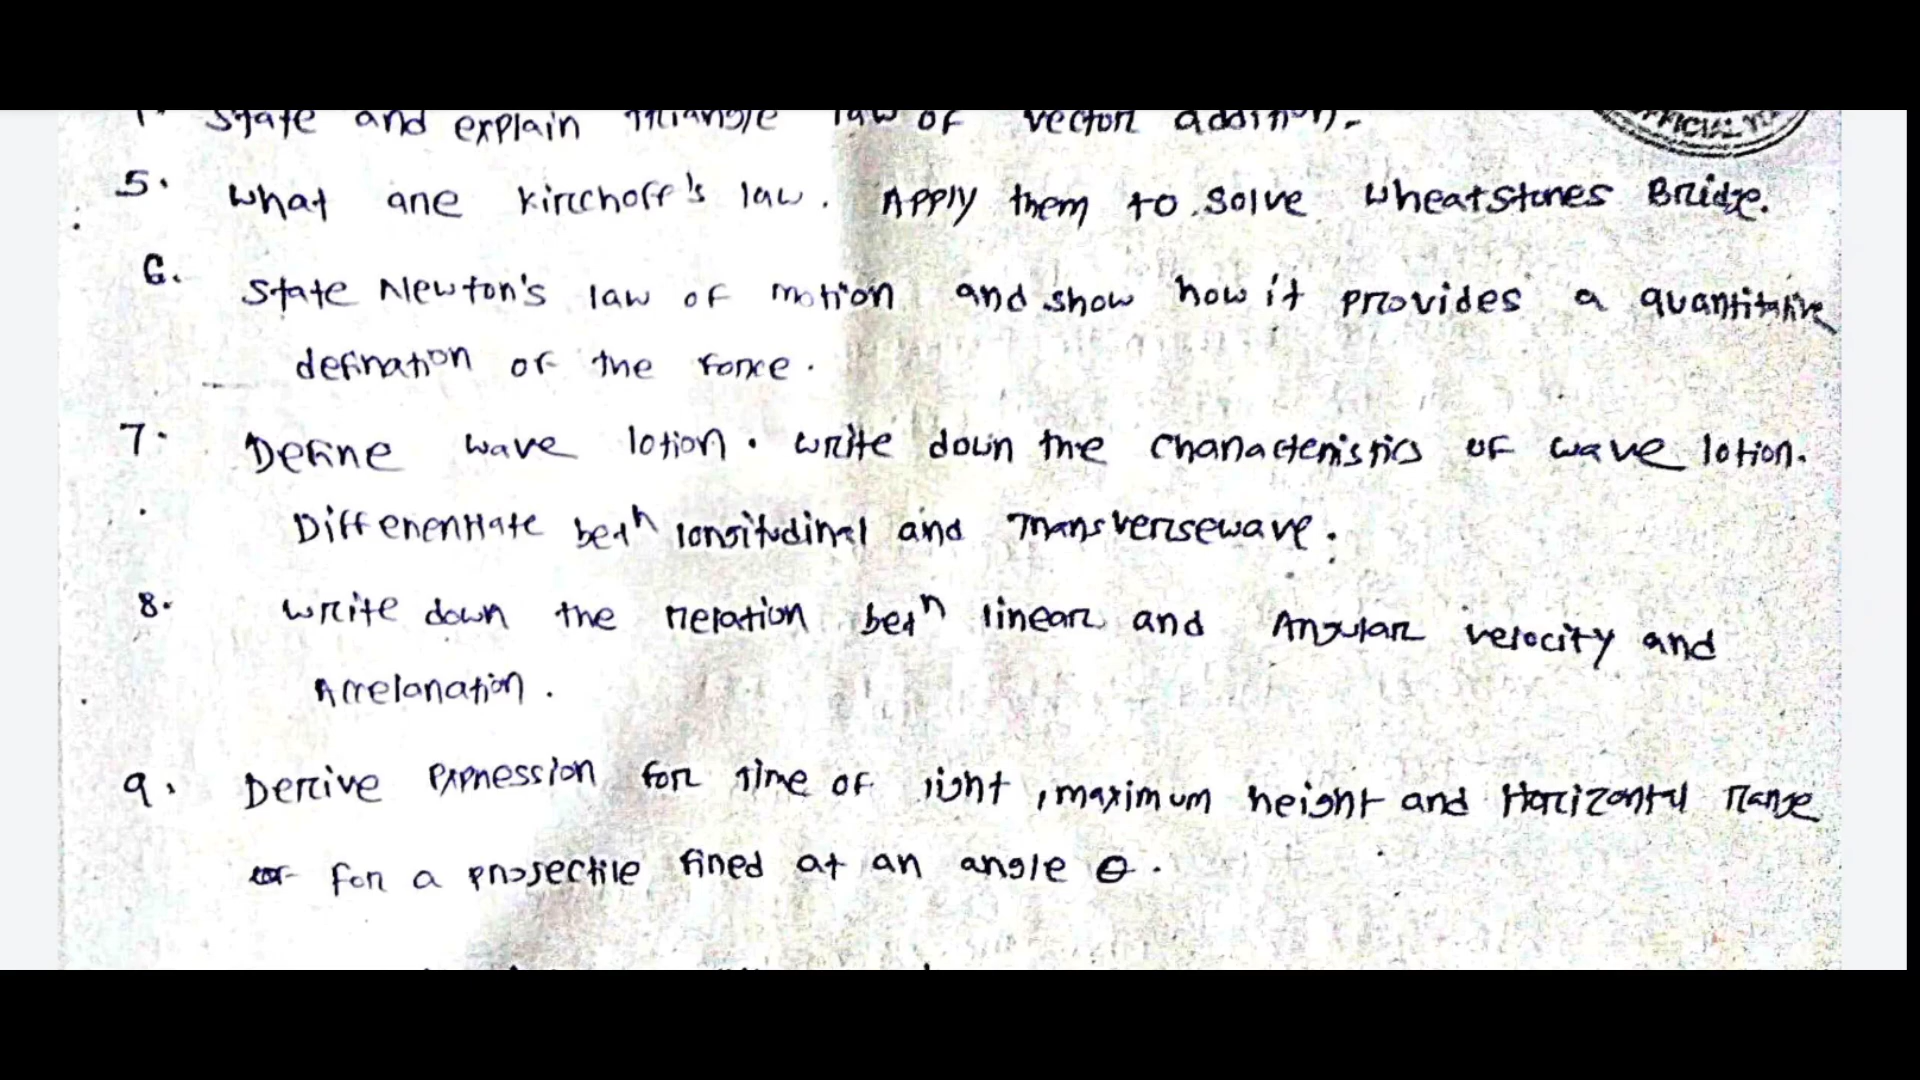 State and explain triangle law of vector addition.
5. What are Kirchoff's law. Apply them to solve Wheatstones Bridge.
6. State Newton's law of motion and show how it provides a quantitative
defination of the force.
7. Define wave lotion. Write down the characteristics of wave lotion.
Differentiate betn longitudinal and Transversewave.
8. Write down the relation betn linear and Angular velocity and
Accelaration.
9. Derive Expression for time of light, maximum height and Horizontal range
for a projectile fired at an angle θ.